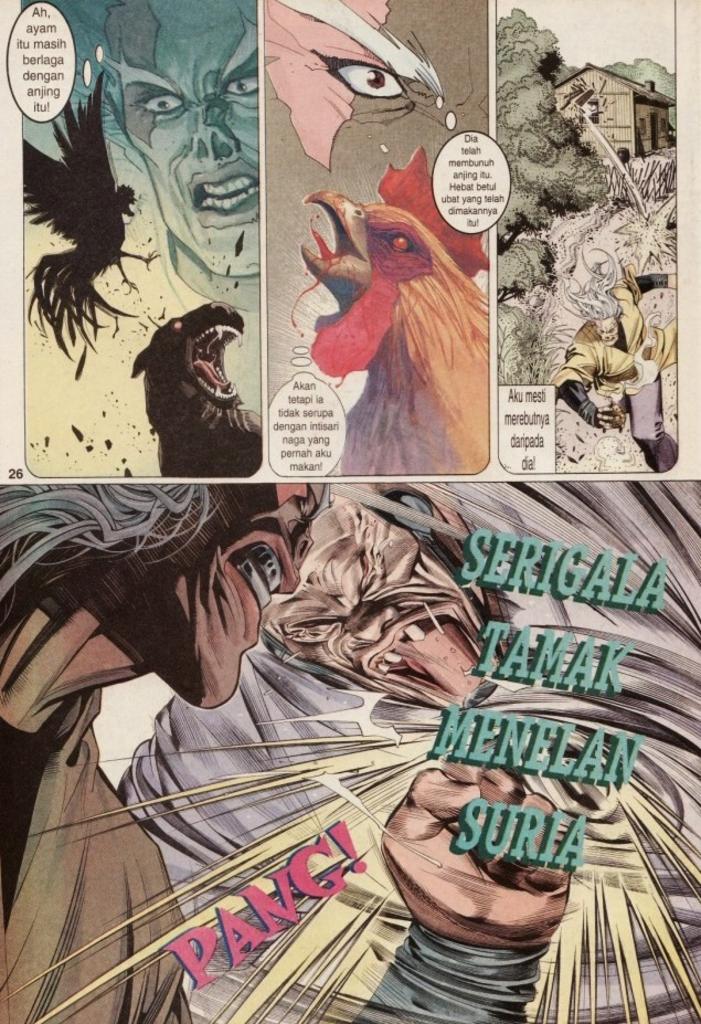 Ah,
ayam
itu masih
berlaga
dengan
anjing
itu!
Dia
telah
membunuh
anjing itu.
Hebat betul
ubat yang telah
dimakannya
itu!
Akan
tetapi ia
tidak serupa
dengan intisari
naga yang
pernah aku
makan!
Aku mesti
merebutnya
daripada
dia!
26
SERIGALA
TAMAK
MENELAN
SURIA
PANG!